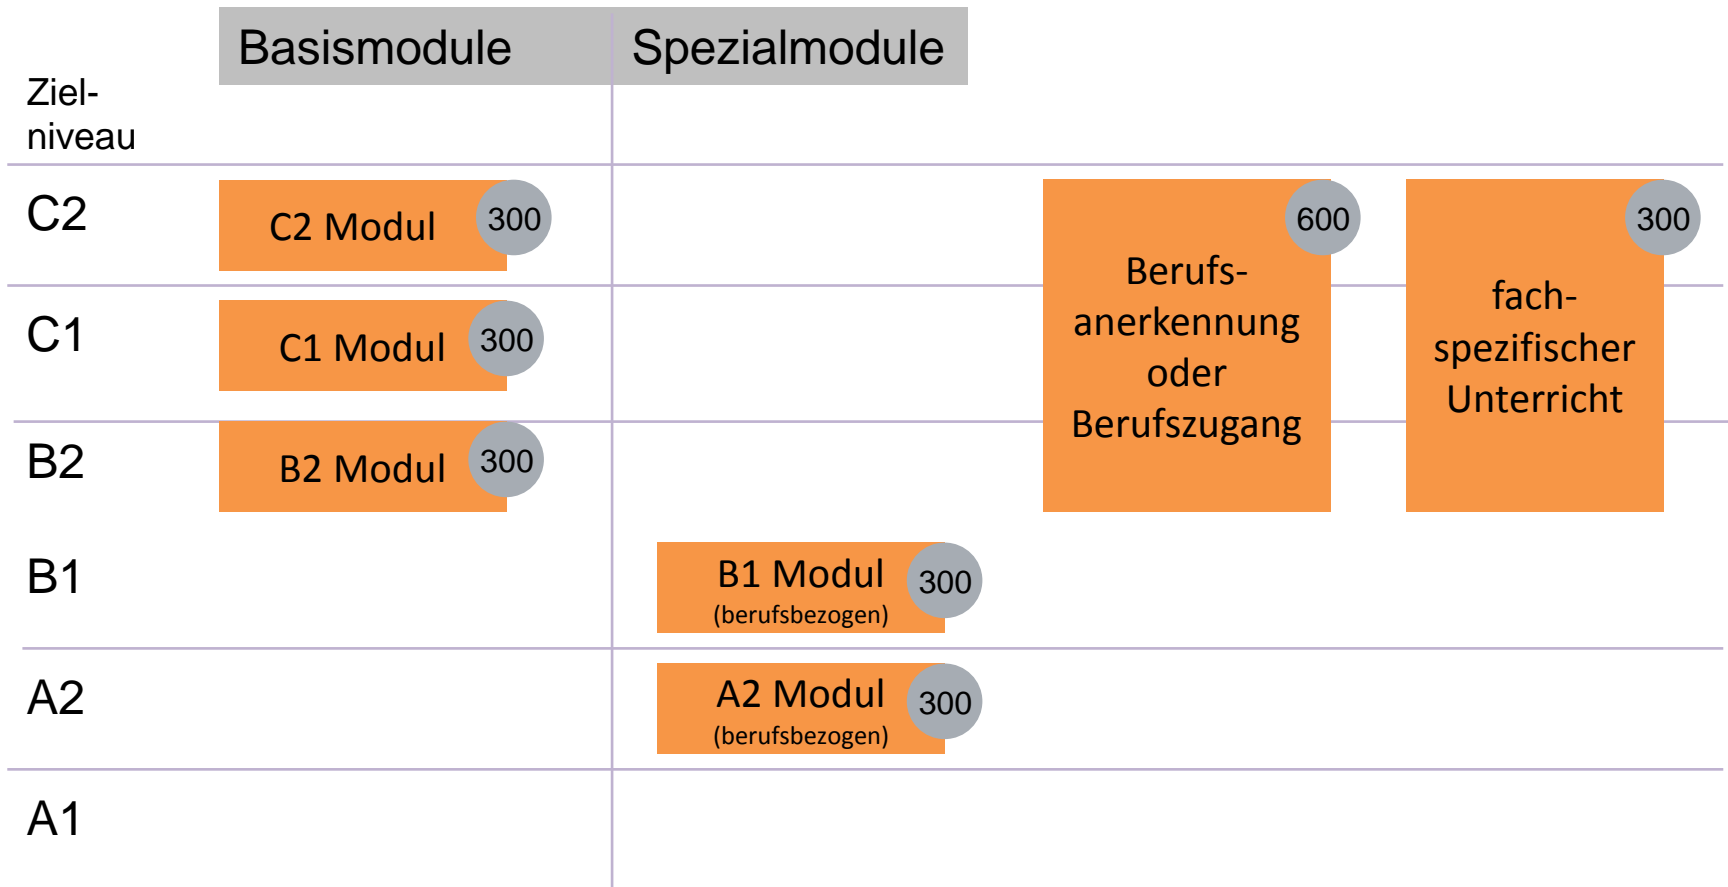 Basismodule
Spezialmodule
Ziel-
niveau
C2
C2 Modul
300
600
300
Berufs-
anerkennung
oder
Berufszugang
fach-
spezifischer
Unterricht
C1
C1 Modul
300
B2
B2 Modul
300
B1
B1 Modul
(berufsbezogen)
300
A2
A2 Modul
(berufsbezogen)
300
A1